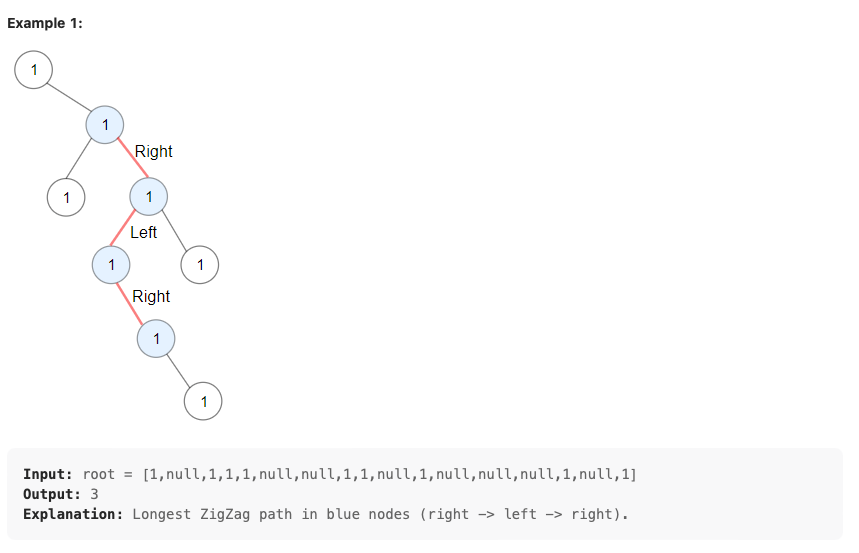 Example 1:
1
1
Right
1
1
Left
1
1
Right
1
1
Input: root = [1,null,1,1,1,null,null,1,1,null,1,null,null,null,1,null,1]
Output: 3
Explanation: Longest ZigZag path in blue nodes (right -> left -> right).